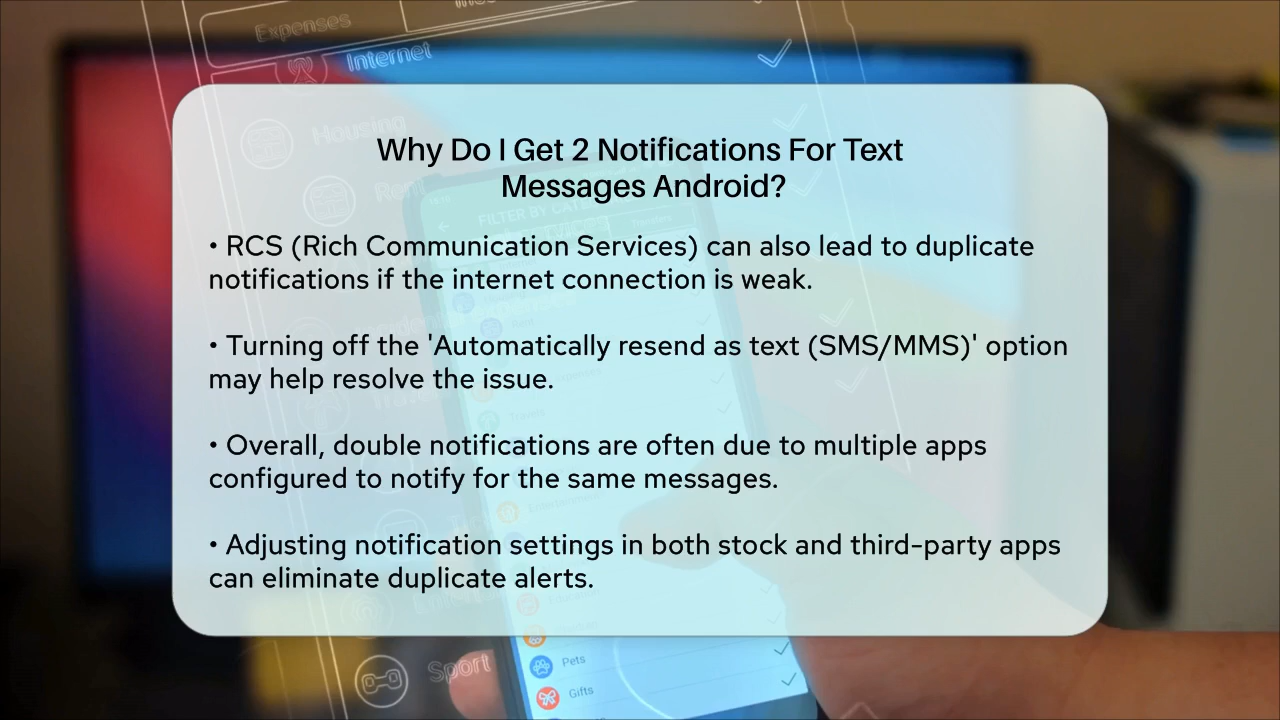 Expenses
Internet
Housing
Why Do I Get 2 Notifications For Text
Messages Android?
• RCS (Rich Communication Services) can also lead to duplicate
notifications if the internet connection is weak.
• Turning off the 'Automatically resend as text (SMS/MMS)' option
may help resolve the issue.
• Overall, double notifications are often due to multiple apps
configured to notify for the same messages.
• Adjusting notification settings in both stock and third-party apps
can eliminate duplicate alerts.
Sport
Pets
Gifts